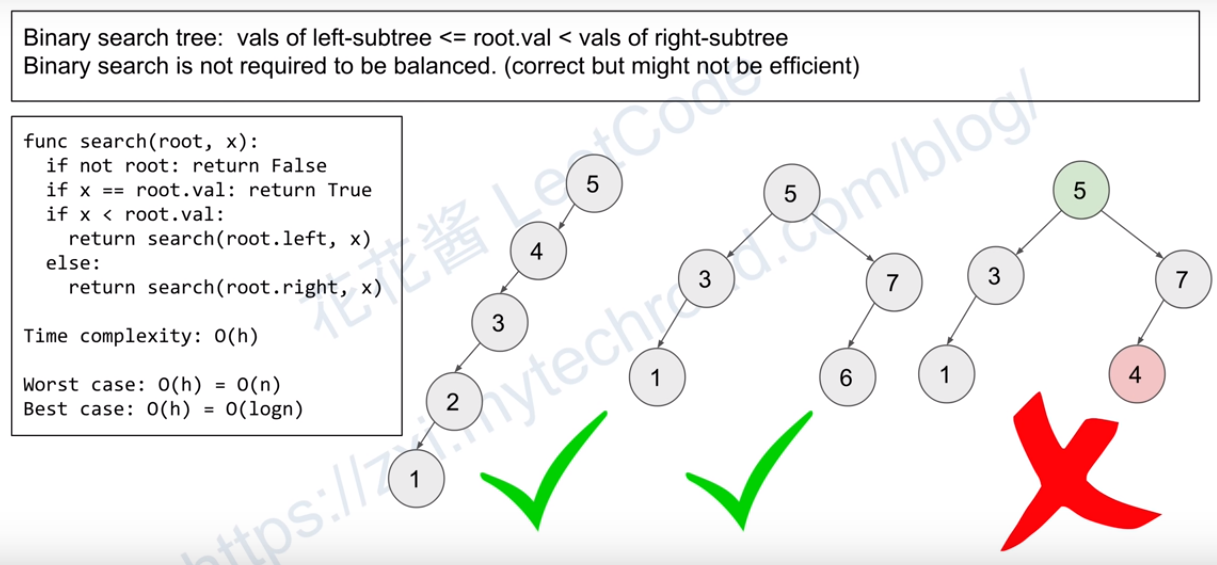 Binary search tree:  vals of left-subtree <= root.val < vals of right-subtree
Binary search is not required to be balanced. (correct but might not be efficient)
func search(root, x):
  if not root: return False
  if x == root.val: return True
  if x < root.val:
    return search(root.left, x)
  else:
    return search(root.right, x)
Time complexity: O(h)
Worst case: O(h) = O(n)
Best case: O(h) = O(logn)
5
4
3
2
1
5
3
7
1
6
5
3
7
1
4
花花酱 LeetCode
https://zxi.mytechroad.com/blog/